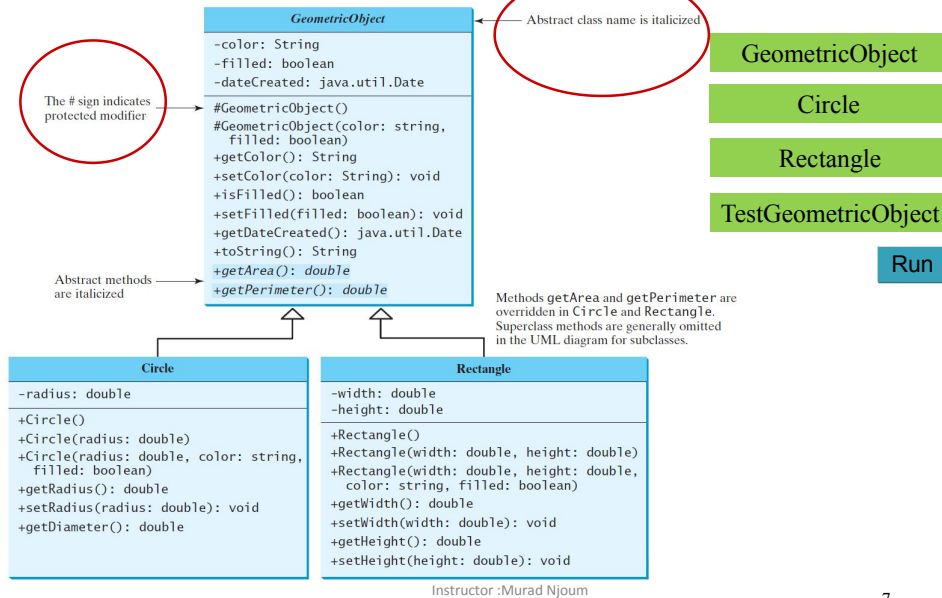 GeometricObject
-color: String
-filled: boolean
-dateCreated: java.util.Date
#GeometricObject()
#GeometricObject(color: string,
filled: boolean)
+getColor(): String
+setColor(color: String): void
+isFilled(): boolean
+setFilled(filled: boolean): void
+getDateCreated(): java.util.Date
+toString(): String
+getArea(): double
+getPerimeter(): double
Abstract class name is italicized
The # sign indicates
protected modifier
Abstract methods
are italicized
GeometricObject
Circle
Rectangle
TestGeometricObject
Run
Methods getArea and getPerimeter are
overridden in Circle and Rectangle.
Superclass methods are generally omitted
in the UML diagram for subclasses.
Circle
-radius: double
+Circle()
+Circle(radius: double)
+Circle(radius: double, color: string,
filled: boolean)
+getRadius(): double
+setRadius(radius: double): void
+getDiameter(): double
Rectangle
-width: double
-height: double
+Rectangle()
+Rectangle(width: double, height: double)
+Rectangle(width: double, height: double,
color: string, filled: boolean)
+getWidth(): double
+setWidth(width: double): void
+getHeight(): double
+setHeight(height: double): void
Instructor :Murad Njoum
7